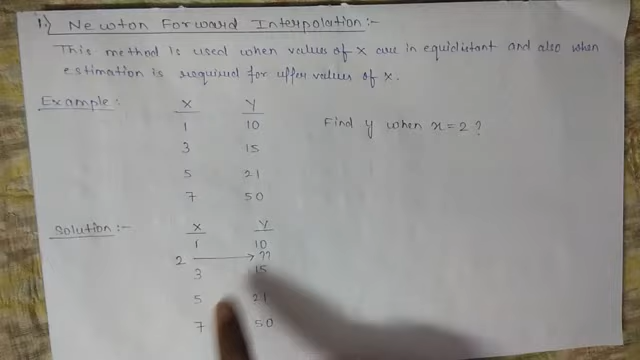 1.) Newton Forward Interpolation:-
This method is used when values of x are in equidistant and also when
estimation is required for uffer values of x.
Example:-
X Y
1 10
3 15
5 21
7 50
Find y when x=2?
Solution:-
X Y
1 10
2 → ??
3 15
5 21
7 50